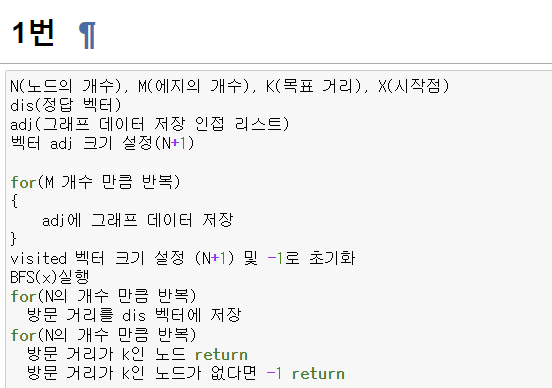 1번 ¶
N(노드의 개수), M(에지의 개수), K(목표 거리), X(시작점)
dis(정답 벡터)
adj(그래프 데이터 저장 인접 리스트)
벡터 adj 크기 설정(N+1)
for(M 개수 만큼 반복)
{
adj에 그래프 데이터 저장
}
visited 벡터 크기 설정 (N+1) 및 -1로 초기화
BFS(x)실행
for(N의 개수 만큼 반복)
방문 거리를 dis 벡터에 저장
for(N의 개수 만큼 반복)
방문 거리가 k인 노드 return
방문 거리가 k인 노드가 없다면 -1 return